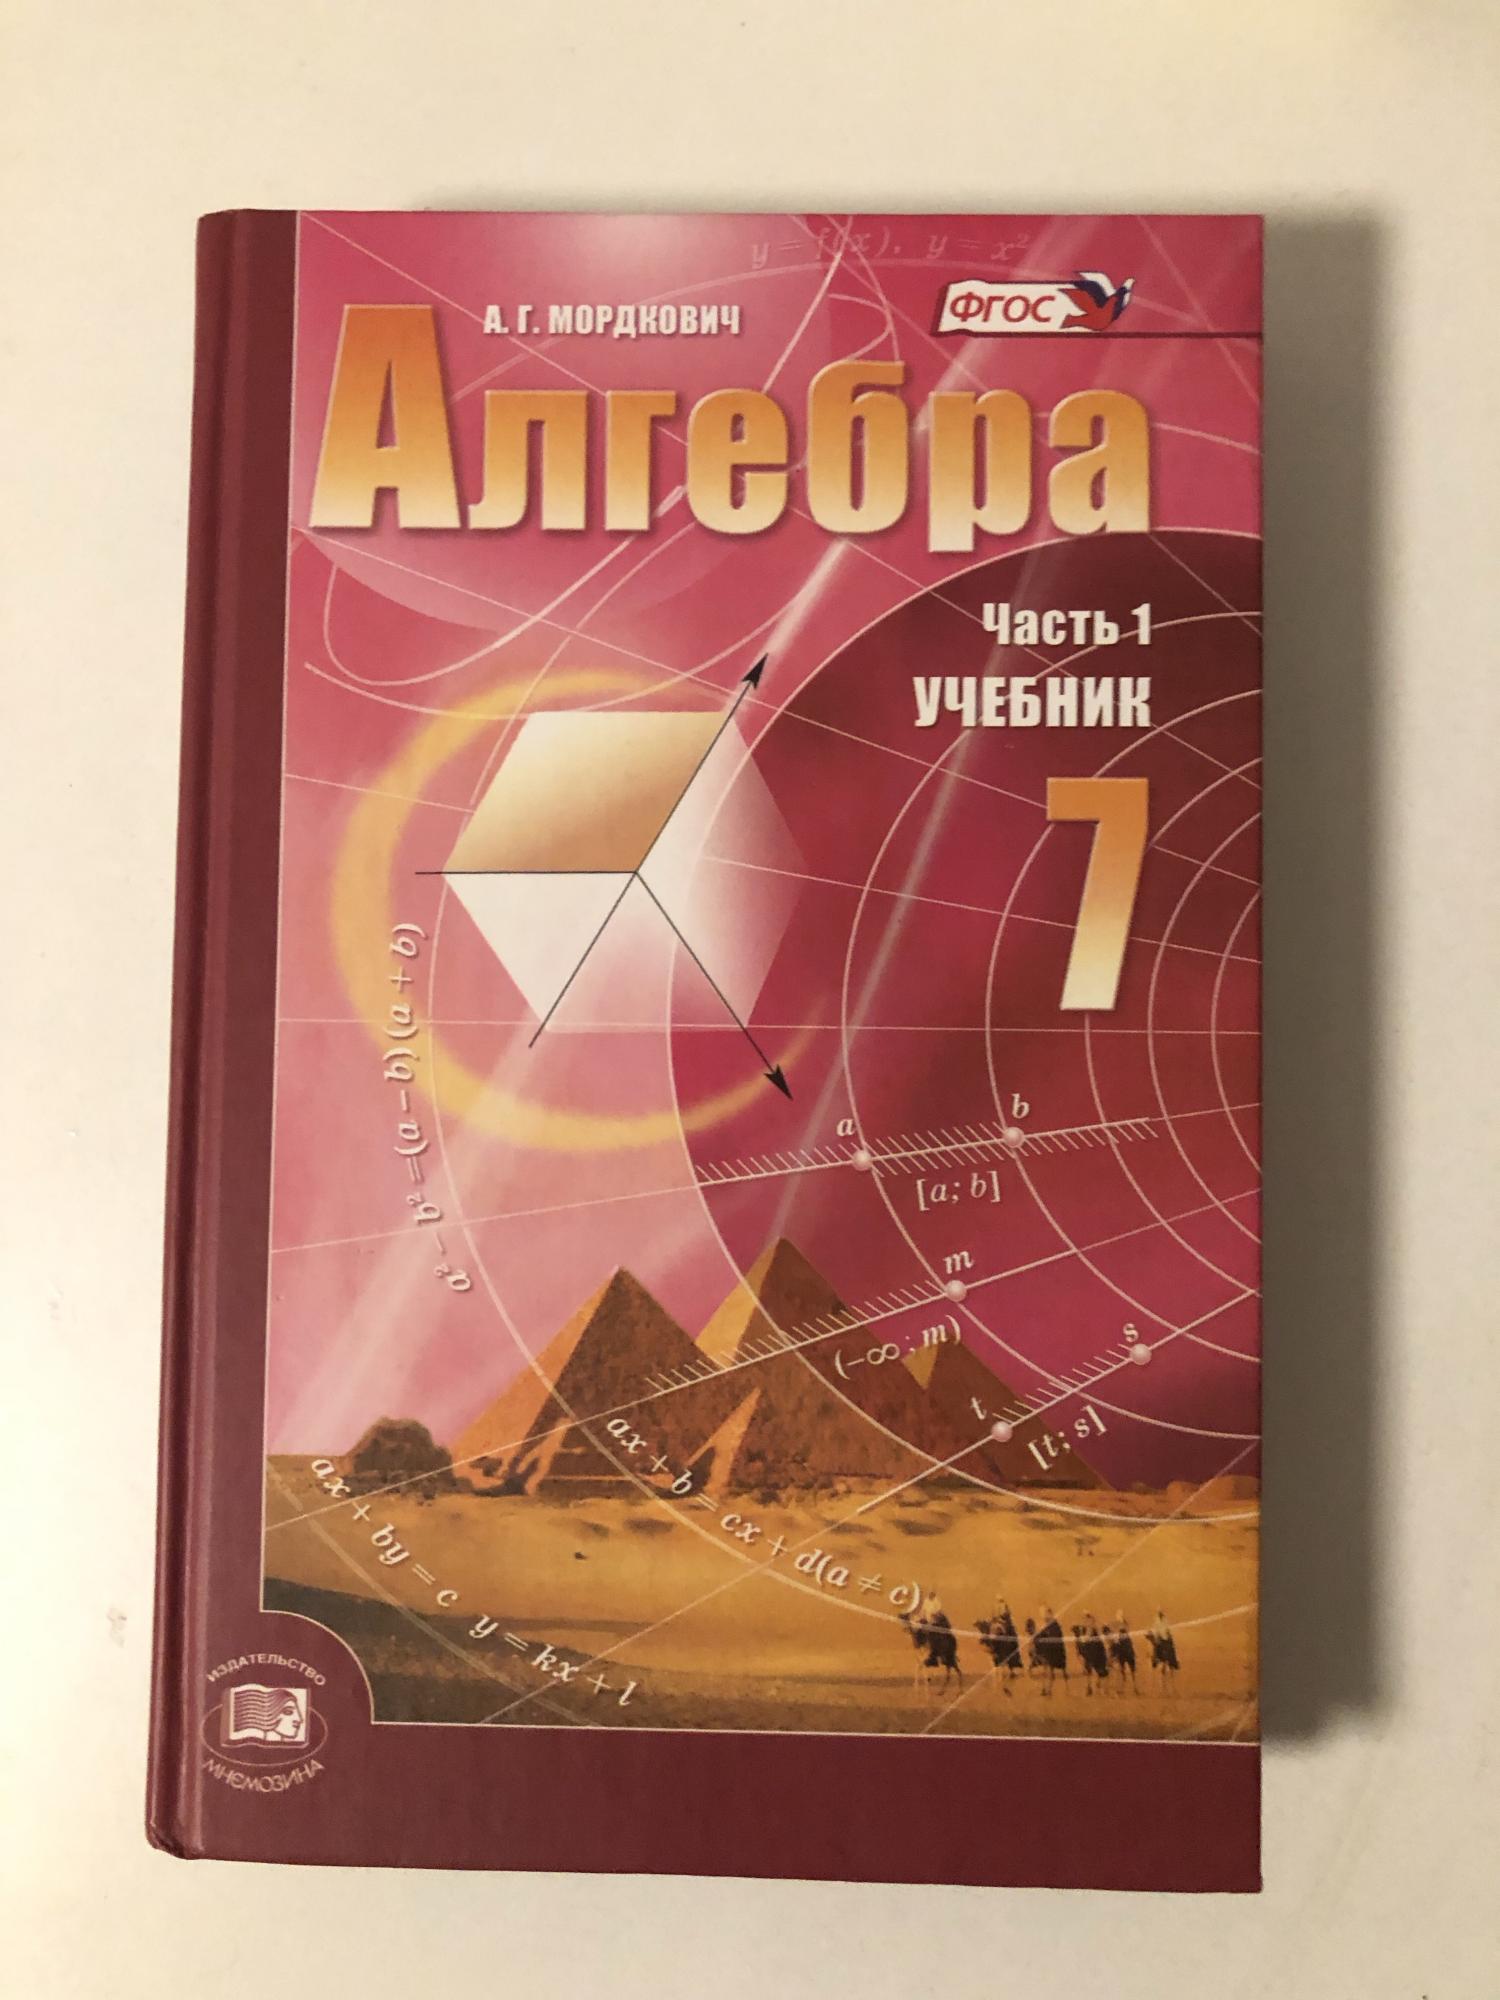 y = f(x), y = x²
А. Г. МОРДКОВИЧ
ФГОС
Алгебра
Часть 1
УЧЕБНИК
7
(a + b)(a − b) = a² − b²
a
b
[a; b]
m
(−∞; m)
s
t
[t; s]
ax + b = cx + d(a ≠ c)
ax + by = c
y = kx + l
ИЗДАТЕЛЬСТВО
МНЕМОЗИНА